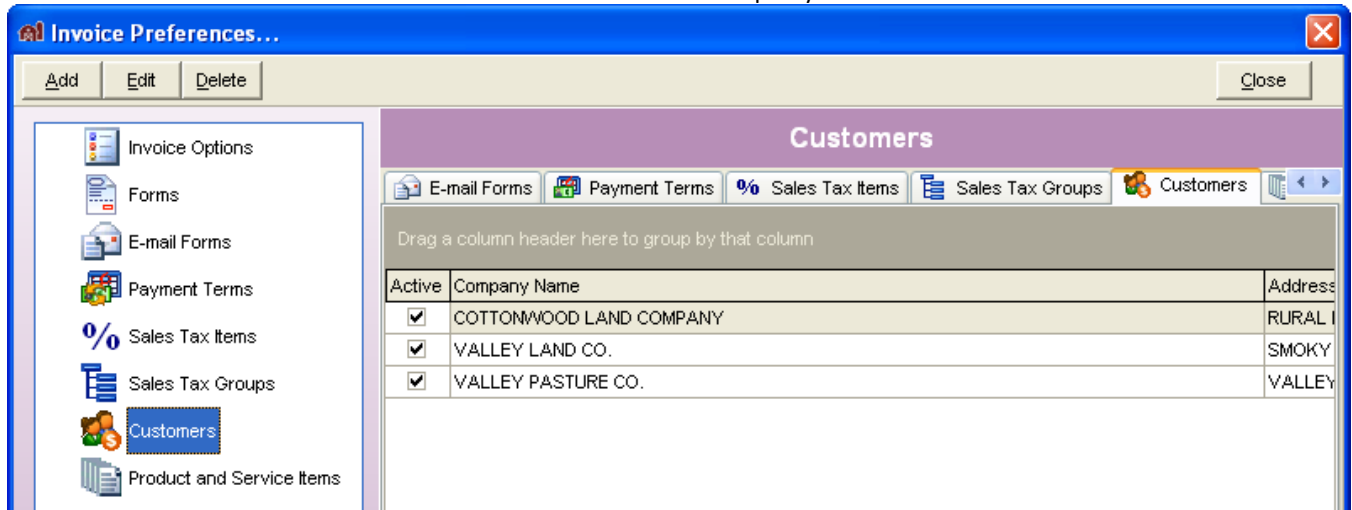 Invoice Preferences...
Add Edit Delete Close
Invoice Options
Forms
E-mail Forms
Payment Terms
Sales Tax Items
Sales Tax Groups
Customers
Product and Service Items
Customers
E-mail Forms Payment Terms Sales Tax Items Sales Tax Groups Customers
Drag a column header here to group by that column
Active Company Name Address
COTTONWOOD LAND COMPANY RURAL
VALLEY LAND CO. SMOKY
VALLEY PASTURE CO. VALLEY